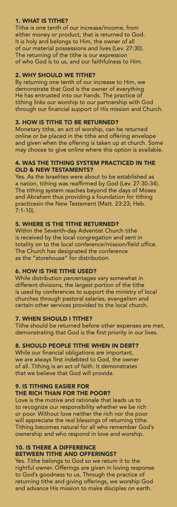 1. WHAT IS TITHE?
Tithe is one tenth of our increase/income, from
either money or product, that is returned to God.
It is holy and belongs to Him, the owner of all
of our material possessions and lives (Lev. 27:30).
The returning of the tithe is our expression
of who God is to us, and our faithfulness to Him.
2. WHY SHOULD WE TITHE?
By returning one tenth of our increase to Him, we
demonstrate that God is the owner of everything
He has entrusted into our hands. The practice of
tithing links our worship to our partnership with God
through our financial support of His mission and Church.
3. HOW IS TITHE TO BE RETURNED?
Monetary tithe, an act of worship, can be returned
online or be placed in the tithe and offering envelope
and given when the offering is taken up at church. Some
may choose to give online where this option is available.
4. WAS THE TITHING SYSTEM PRACTICED IN THE
OLD & NEW TESTAMENTS?
Yes. As the Israelites were about to be established as
a nation, tithing was reaffirmed by God (Lev. 27:30-34).
The tithing system reaches beyond the days of Moses
and Abraham thus providing a foundation for tithing
practicesin the New Testament (Matt. 23:23; Heb.
7:1-10).
5. WHERE IS THE TITHE RETURNED?
Within the Seventh-day Adventist Church tithe
is received by the local congregation and sent in
totality on to the local conference/mission/field office.
The Church has designated the conference
as the "storehouse" for distribution.
6. HOW IS THE TITHE USED?
While distribution percentages vary somewhat in
different divisions, the largest portion of the tithe
is used by conferences to support the ministry of local
churches through pastoral salaries, evangelism and
certain other services provided to the local church.
7. WHEN SHOULD I TITHE?
Tithe should be returned before other expenses are met,
demonstrating that God is the first priority in our lives.
8. SHOULD PEOPLE TITHE WHEN IN DEBT?
While our financial obligations are important,
we are always first indebted to God, the owner
of all. Tithing is an act of faith. It demonstrates
that we believe that God will provide.
9. IS TITHING EASIER FOR
THE RICH THAN FOR THE POOR?
Love is the motive and rationale that leads us to
to recognize our responsibility whether we be rich
or poor. Without love neither the rich nor the poor
will appreciate the real blessings of returning tithe.
Tithing becomes natural for all who remember God's
ownership and who respond in love and worship.
10. IS THERE A DIFFERENCE
BETWEEN TITHE AND OFFERINGS?
Yes. Tithe belongs to God so we return it to the
rightful owner. Offerings are given in loving response
to God's goodness to us. Through the practice of
returning tithe and giving offerings, we worship God
and advance His mission to make disciples on earth.